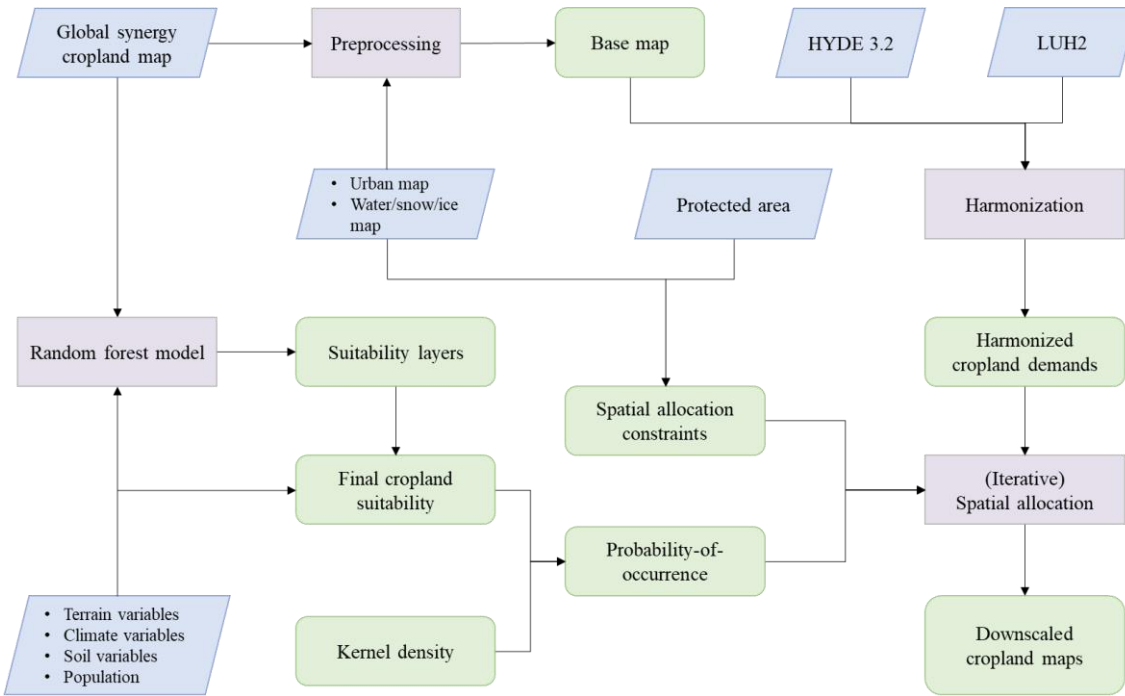 Global synergy
cropland map
Preprocessing
Base map
HYDE 3.2
LUH2
• Urban map
• Water/snow/ice
map
Protected area
Harmonization
Random forest model
Suitability layers
Harmonized
cropland demands
Spatial allocation
constraints
Final cropland
suitability
(Iterative)
Spatial allocation
Probability-of-
occurrence
• Terrain variables
• Climate variables
• Soil variables
• Population
Kernel density
Downscaled
cropland maps